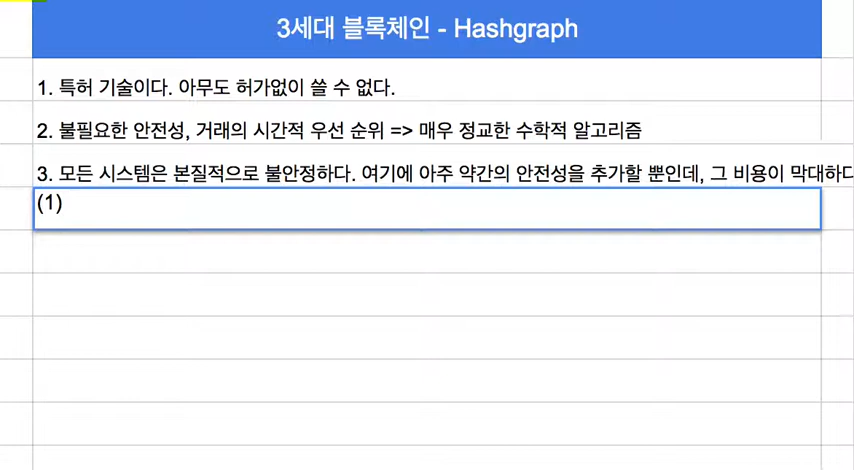 3세대 블록체인 - Hashgraph
1. 특허 기술이다. 아무도 허가없이 쓸 수 없다.
2. 불필요한 안전성, 거래의 시간적 우선 순위 => 매우 정교한 수학적 알고리즘
3. 모든 시스템은 본질적으로 불안정하다. 여기에 아주 약간의 안전성을 추가할 뿐인데, 그 비용이 막대하다
(1)